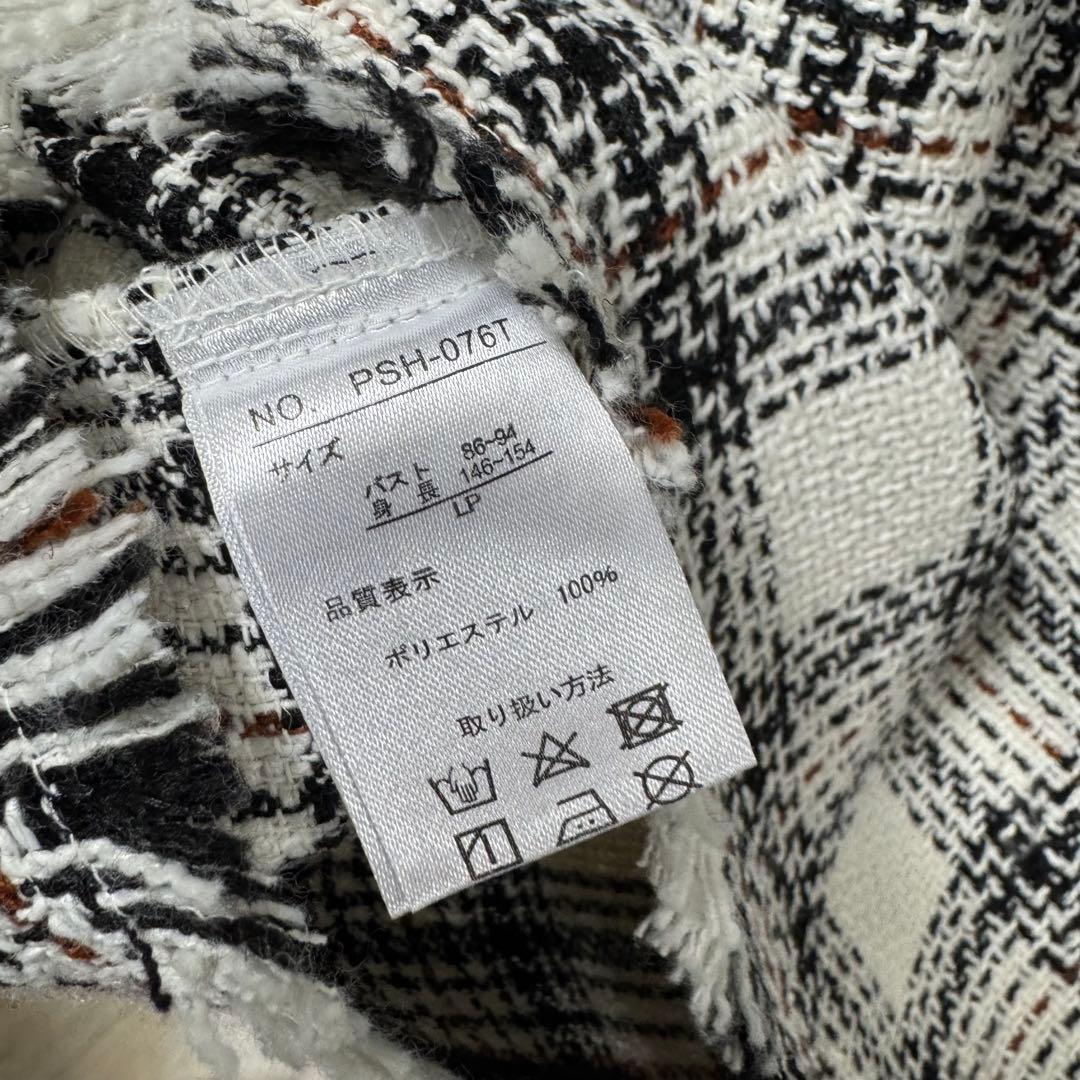 NO. PSH-076T
サイズ
バスト 86~94
身長 146~154
LP
品質表示
ポリエステル 100%
取り扱い方法